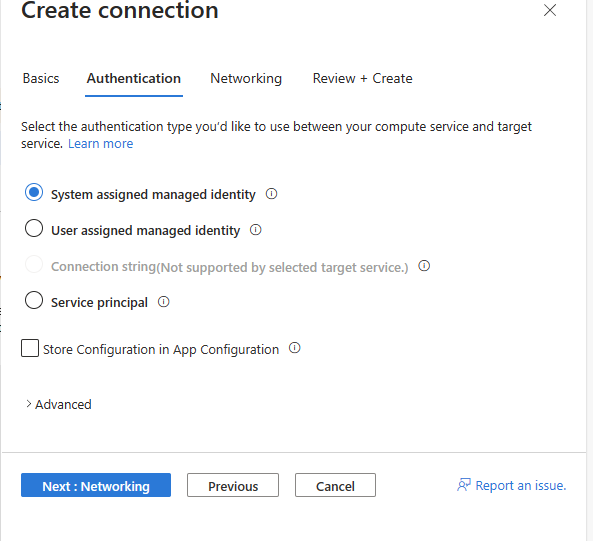 Create connection
Basics
Authentication
Networking
Review + Create
Select the authentication type you'd like to use between your compute service and target
service. Learn more
System assigned managed identity
User assigned managed identity
Connection string(Not supported by selected target service.)
Service principal
Store Configuration in App Configuration
Advanced
Next : Networking
Previous
Cancel
Report an issue.